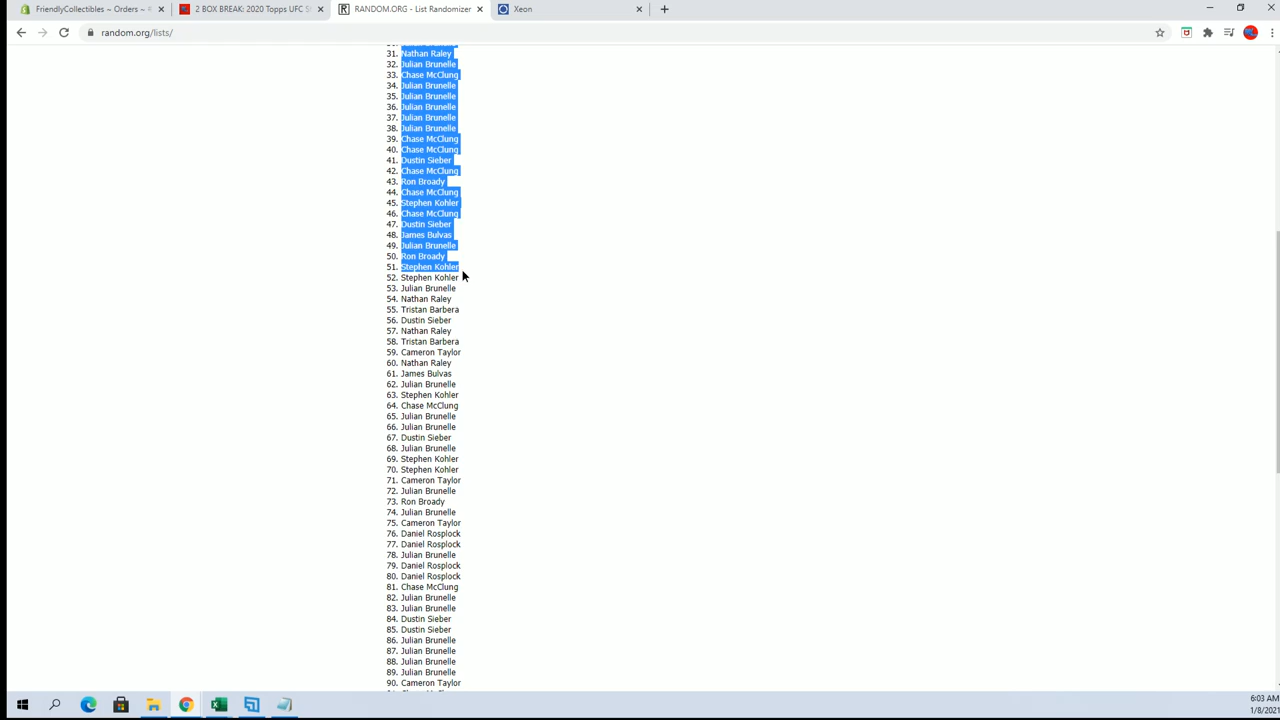 FriendlyCollectibles ~ Orders ~
2 BOX BREAK: 2020 Topps UFC S
RANDOM.ORG - List Randomizer
Xeon
random.org/lists/
31. Nathan Raley
32. Julian Brunelle
33. Chase McClung
34. Julian Brunelle
35. Julian Brunelle
36. Julian Brunelle
37. Julian Brunelle
38. Julian Brunelle
39. Chase McClung
40. Chase McClung
41. Dustin Sieber
42. Chase McClung
43. Ron Broady
44. Chase McClung
45. Stephen Kohler
46. Chase McClung
47. Dustin Sieber
48. James Bulvas
49. Julian Brunelle
50. Ron Broady
51. Stephen Kohler
52. Stephen Kohler
53. Julian Brunelle
54. Nathan Raley
55. Tristan Barbera
56. Dustin Sieber
57. Nathan Raley
58. Tristan Barbera
59. Cameron Taylor
60. Nathan Raley
61. James Bulvas
62. Julian Brunelle
63. Stephen Kohler
64. Chase McClung
65. Julian Brunelle
66. Julian Brunelle
67. Dustin Sieber
68. Julian Brunelle
69. Stephen Kohler
70. Stephen Kohler
71. Cameron Taylor
72. Julian Brunelle
73. Ron Broady
74. Julian Brunelle
75. Cameron Taylor
76. Daniel Rosplock
77. Daniel Rosplock
78. Julian Brunelle
79. Daniel Rosplock
80. Daniel Rosplock
81. Chase McClung
82. Julian Brunelle
83. Julian Brunelle
84. Dustin Sieber
85. Dustin Sieber
86. Julian Brunelle
87. Julian Brunelle
88. Julian Brunelle
89. Julian Brunelle
90. Cameron Taylor
6:03 AM
1/8/2021